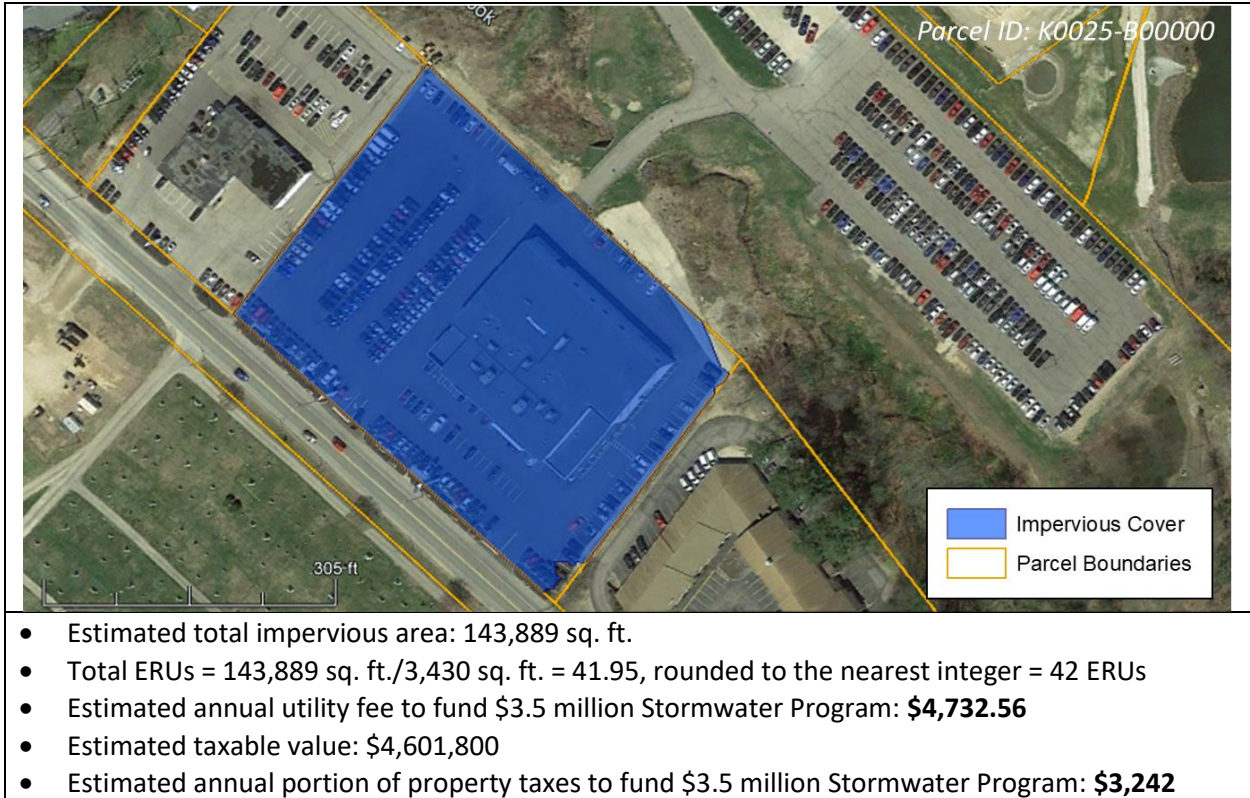 ook
Parcel ID: K0025-B00000
305 ft
Impervious Cover
Parcel Boundaries
• Estimated total impervious area: 143,889 sq. ft.
• Total ERUs = 143,889 sq. ft./3,430 sq. ft. = 41.95, rounded to the nearest integer = 42 ERUs
• Estimated annual utility fee to fund $3.5 million Stormwater Program: $4,732.56
• Estimated taxable value: $4,601,800
• Estimated annual portion of property taxes to fund $3.5 million Stormwater Program: $3,242